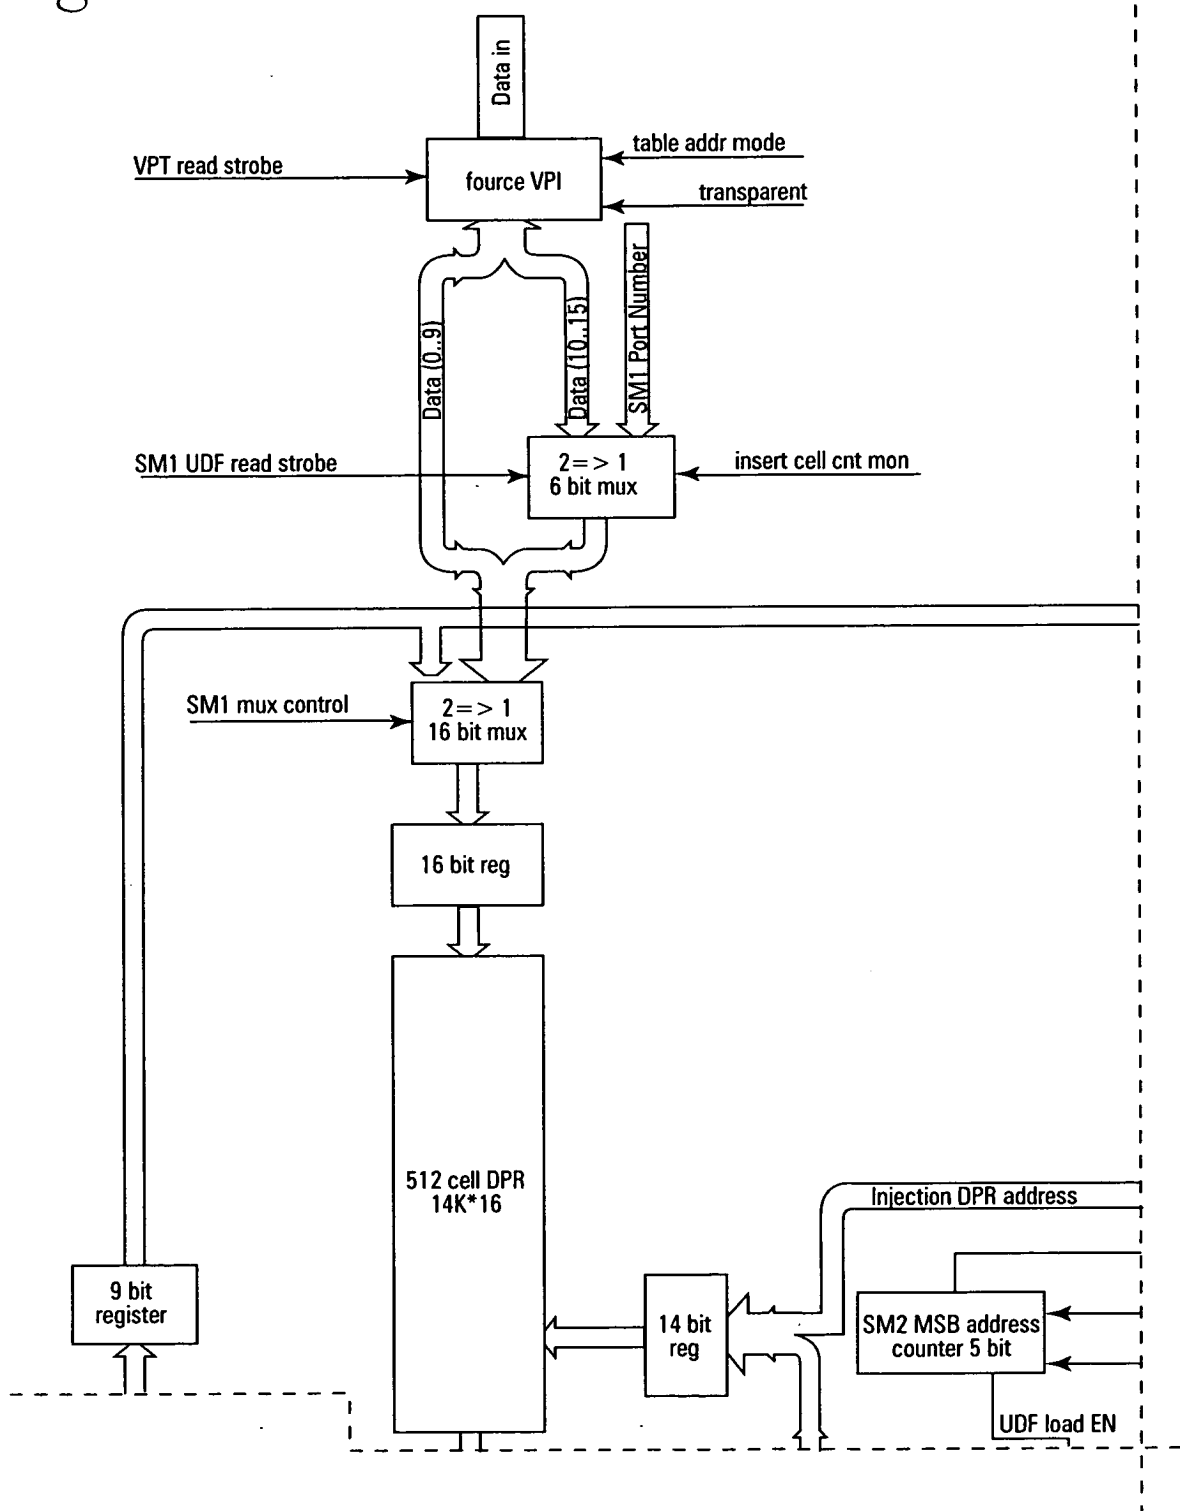 Data in
VPT read strobe
fource VPI
table addr mode
transparent
Data (0..9)
Data (10..15)
SM1 Port Number
SM1 UDF read strobe
2=> 1
6 bit mux
insert cell cnt mon
SM1 mux control
2=> 1
16 bit mux
16 bit reg
512 cell DPR
14K*16
Injection DPR address
9 bit
register
14 bit
reg
SM2 MSB address
counter 5 bit
UDF load EN